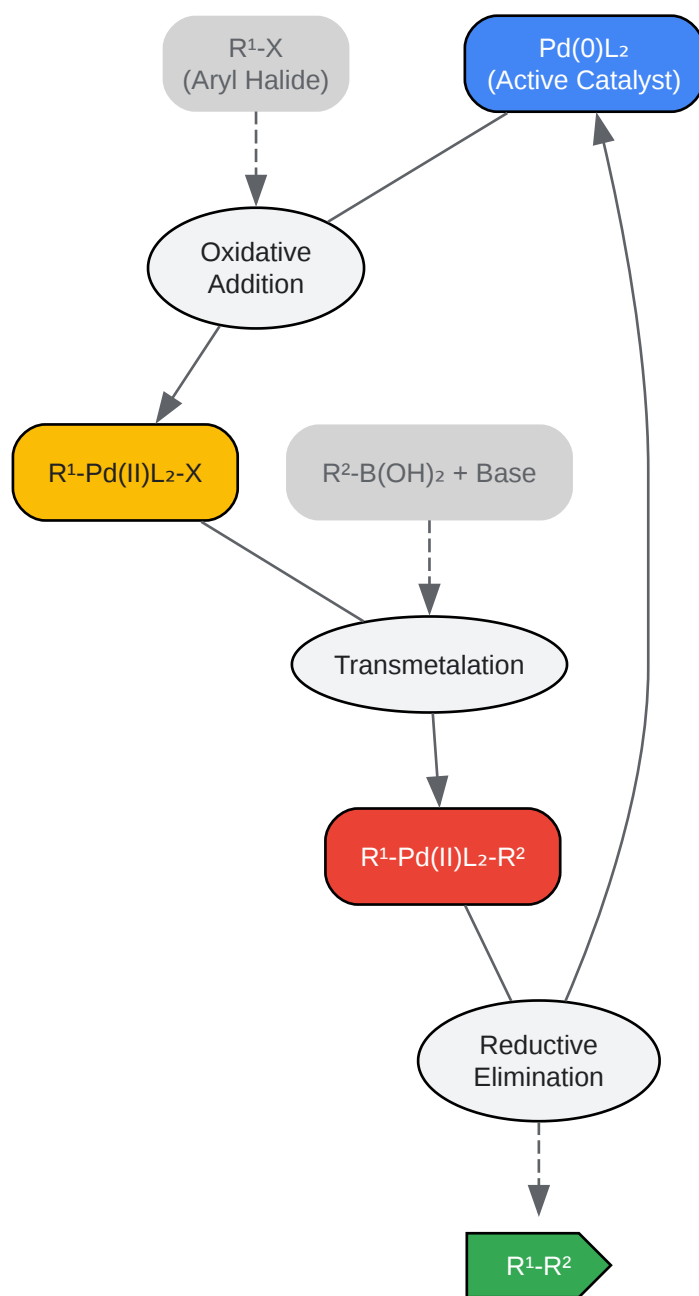 R¹-X
(Aryl Halide)
Pd(0)L₂
(Active Catalyst)
Oxidative
Addition
R¹-Pd(II)L₂-X
R²-B(OH)₂ + Base
Transmetalation
R¹-Pd(II)L₂-R²
Reductive
Elimination
R¹-R²